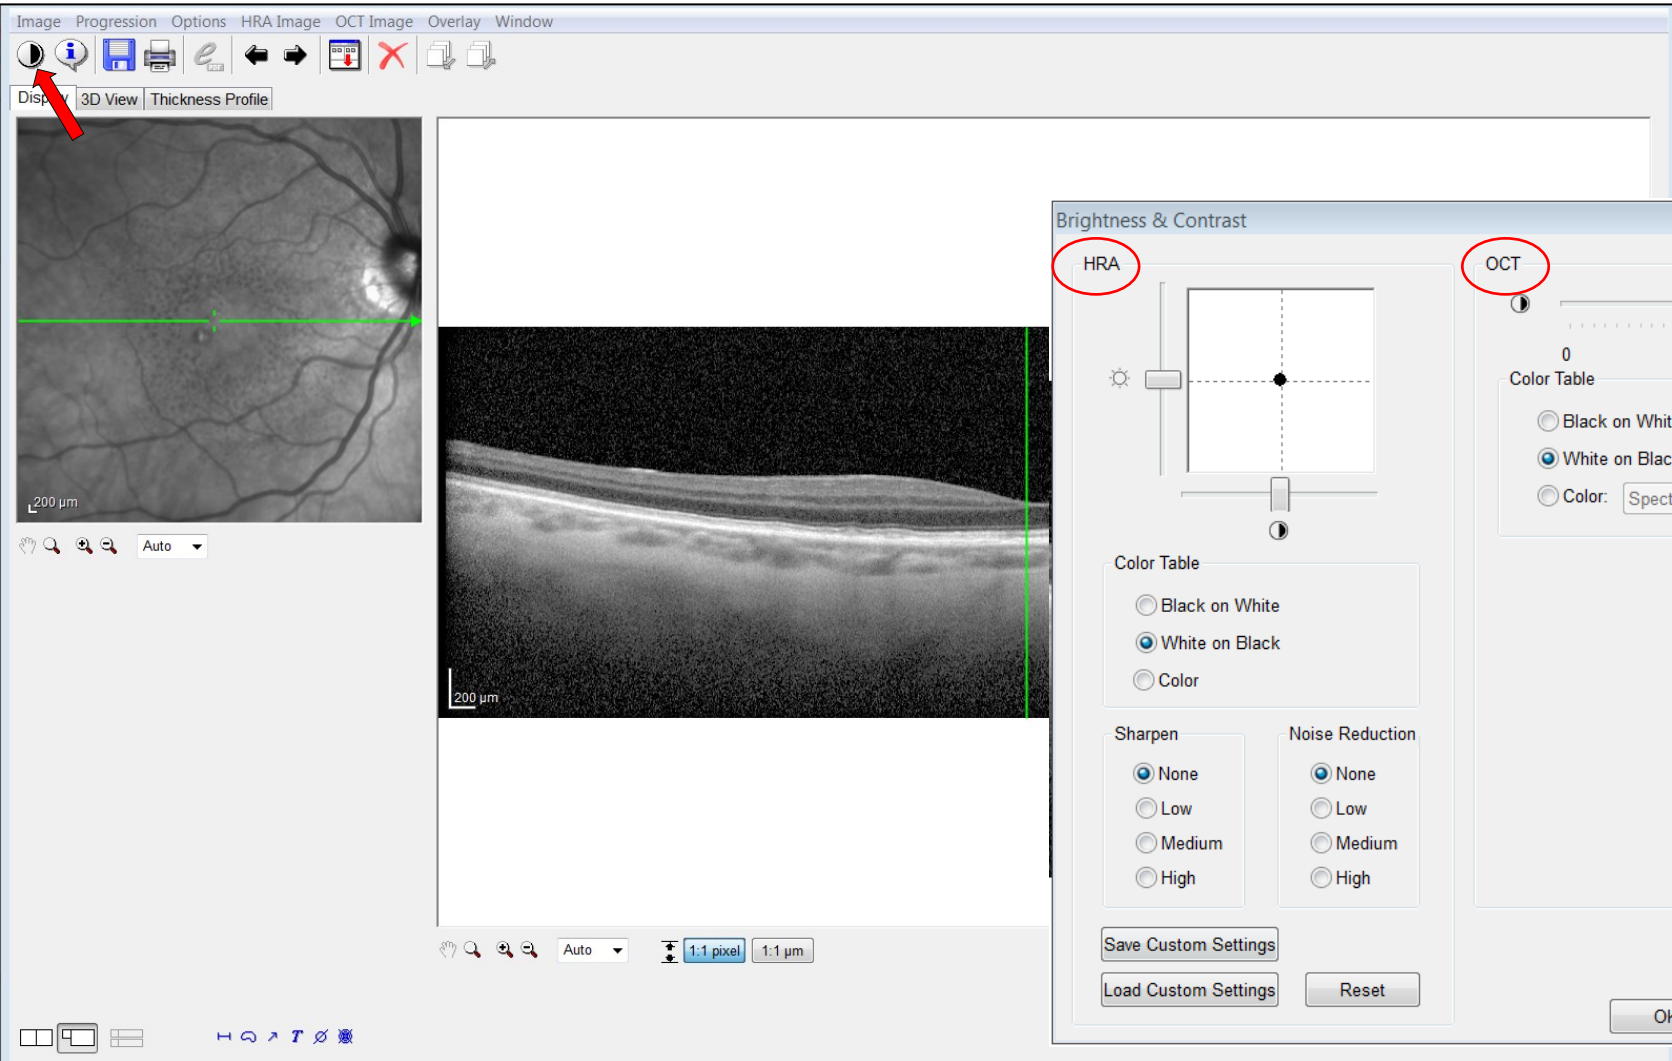 Image Progression Options HRA Image OCT Image Overlay Window
Display 3D View Thickness Profile
200 µm
Auto
200 µm
Auto 1:1 pixel 1:1 µm
T
Brightness & Contrast
HRA
Color Table
Black on White
White on Black
Color
Sharpen
None
Low
Medium
High
Noise Reduction
None
Low
Medium
High
Save Custom Settings
Load Custom Settings Reset
OCT
0
Color Table
Black on Whit
White on Blac
Color: Spect
OK